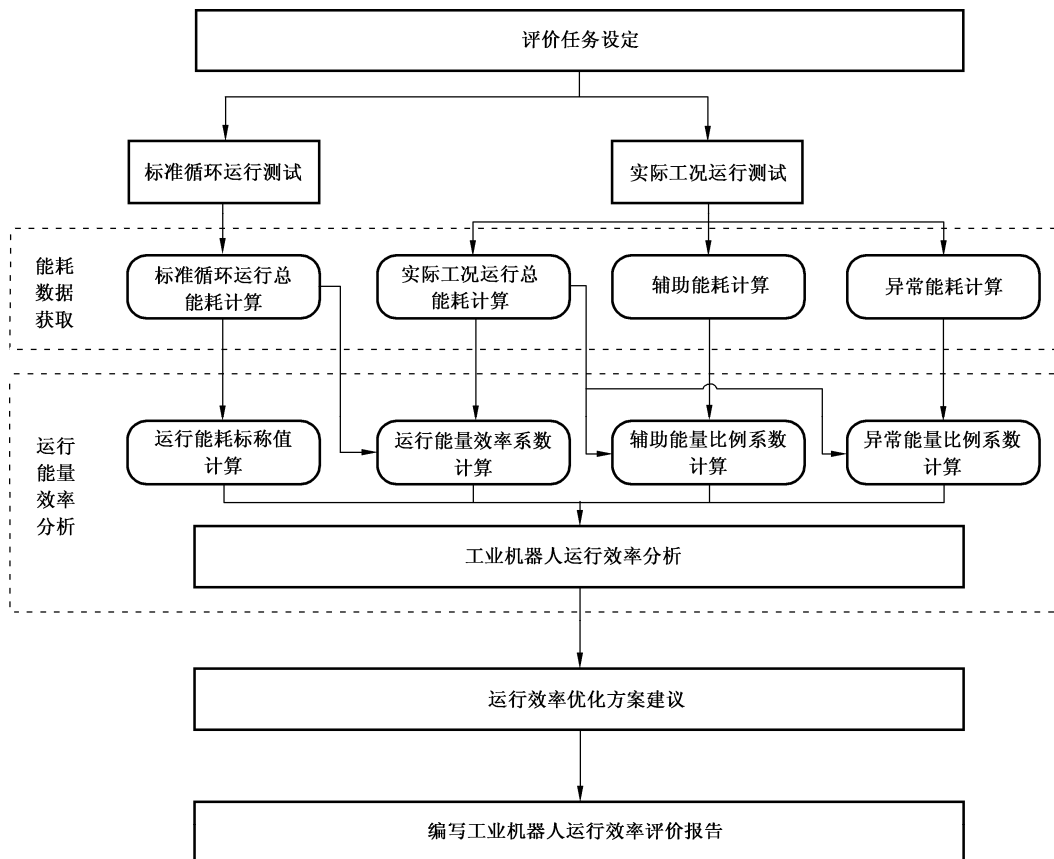 评价任务设定
标准循环运行测试
实际工况运行测试
能耗
数据
获取
标准循环运行总
能耗计算
实际工况运行总
能耗计算
辅助能耗计算
异常能耗计算
运行
能量
效率
分析
运行能耗标称值
计算
运行能量效率系数
计算
辅助能量比例系数
计算
异常能量比例系数
计算
工业机器人运行效率分析
运行效率优化方案建议
编写工业机器人运行效率评价报告